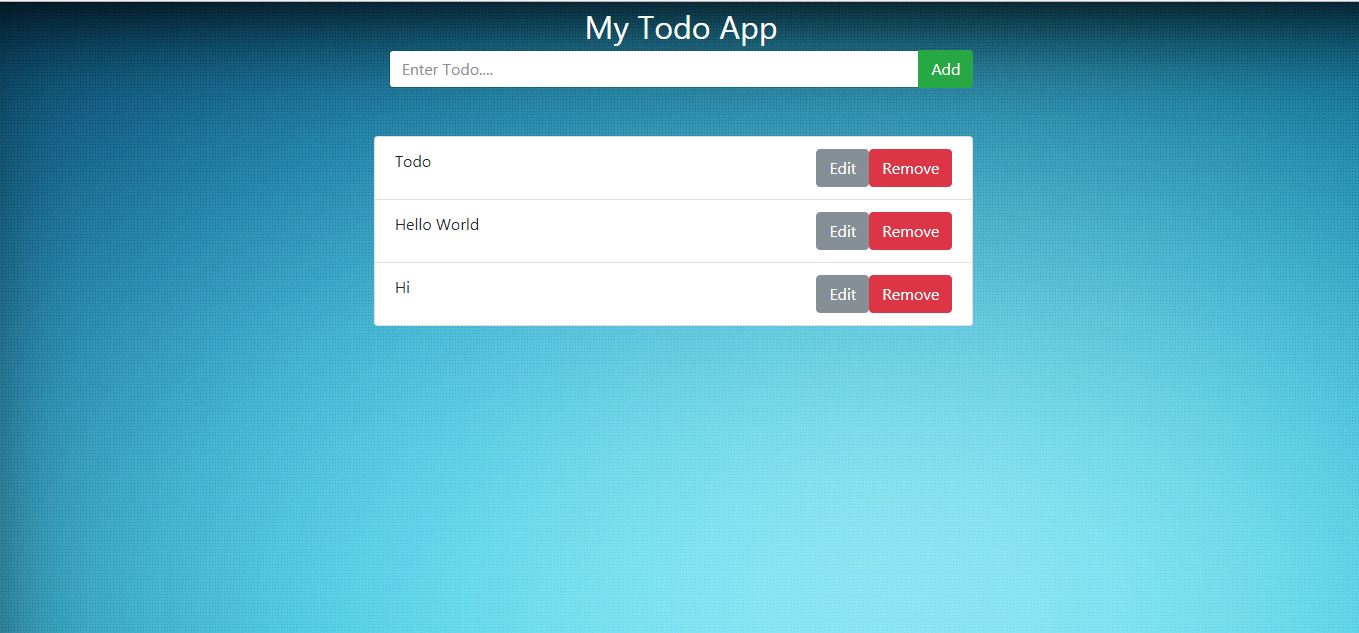 My Todo App
Enter Todo.... Add
Todo Edit Remove
Hello World Edit Remove
Hi Edit Remove